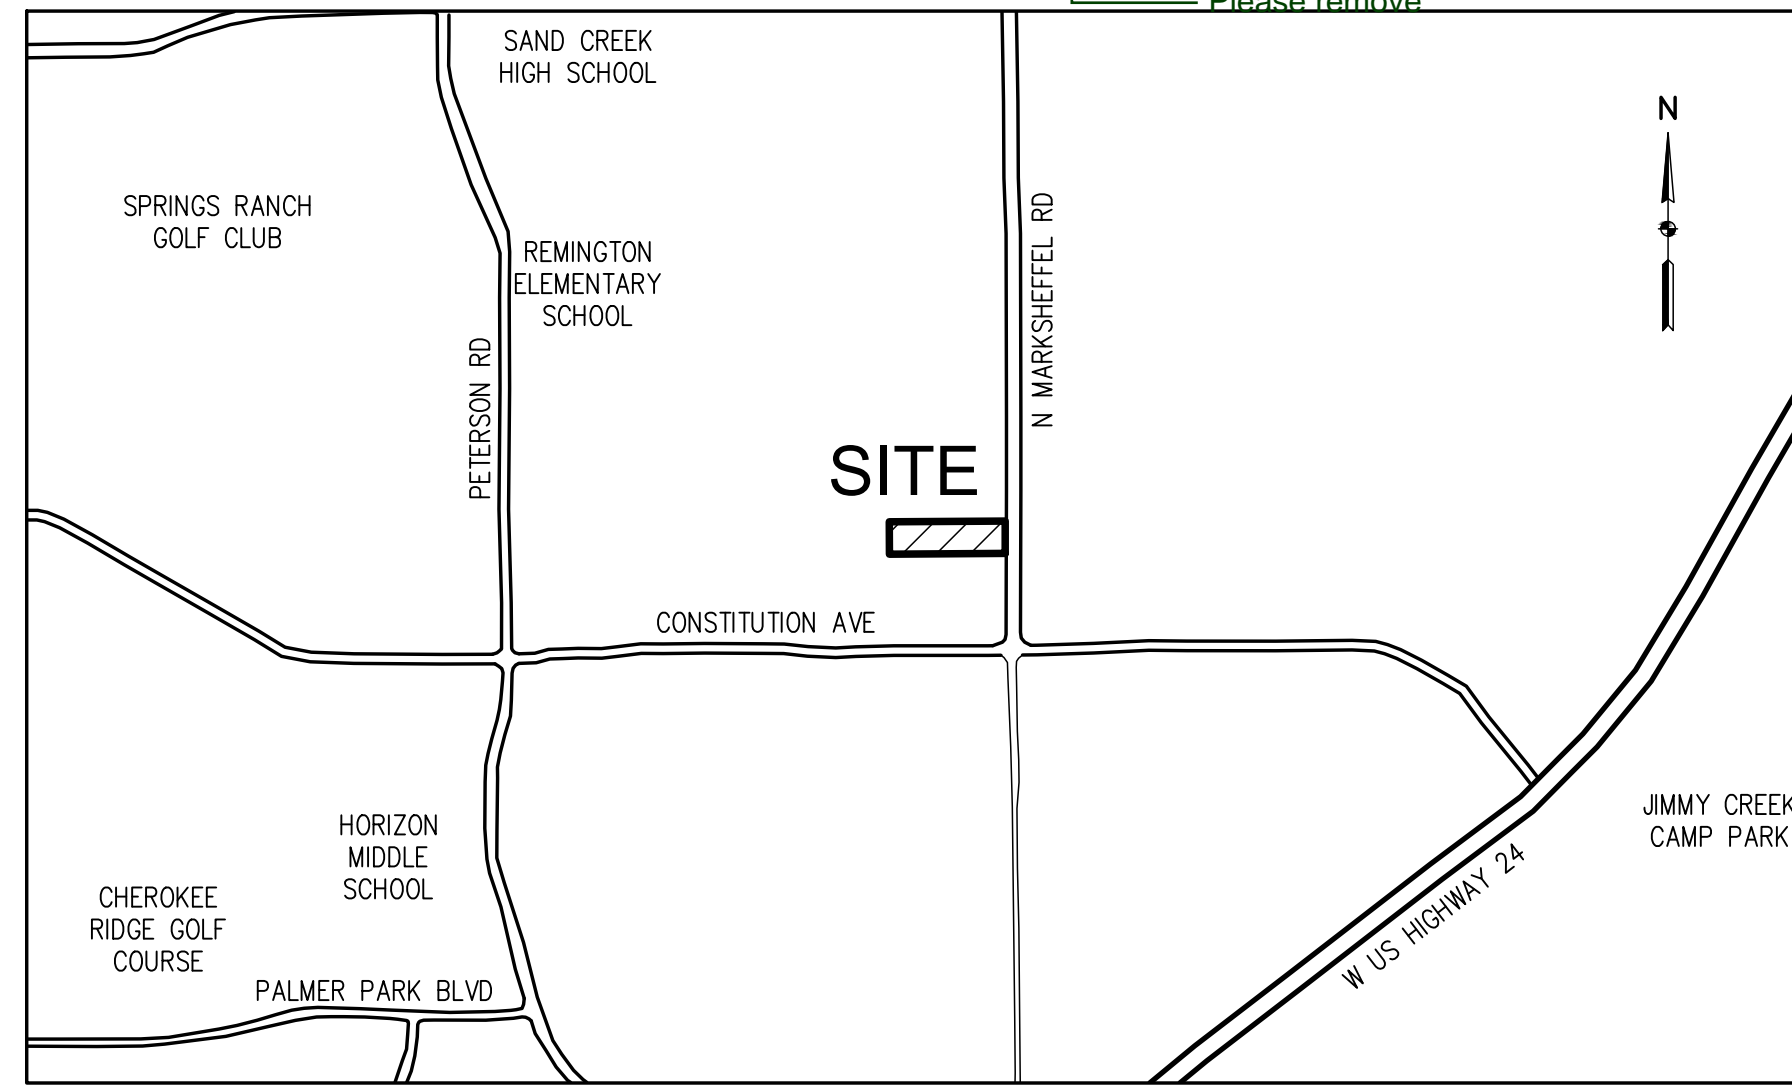 Please remove
SAND CREEK
HIGH SCHOOL
N
SPRINGS RANCH
GOLF CLUB
N MARKSHEFFEL RD
REMINGTON
ELEMENTARY
SCHOOL
PETERSON RD
SITE
CONSTITUTION AVE
JIMMY CREEK
CAMP PARK
HORIZON
MIDDLE
SCHOOL
W US HIGHWAY 24
CHEROKEE
RIDGE GOLF
COURSE
PALMER PARK BLVD